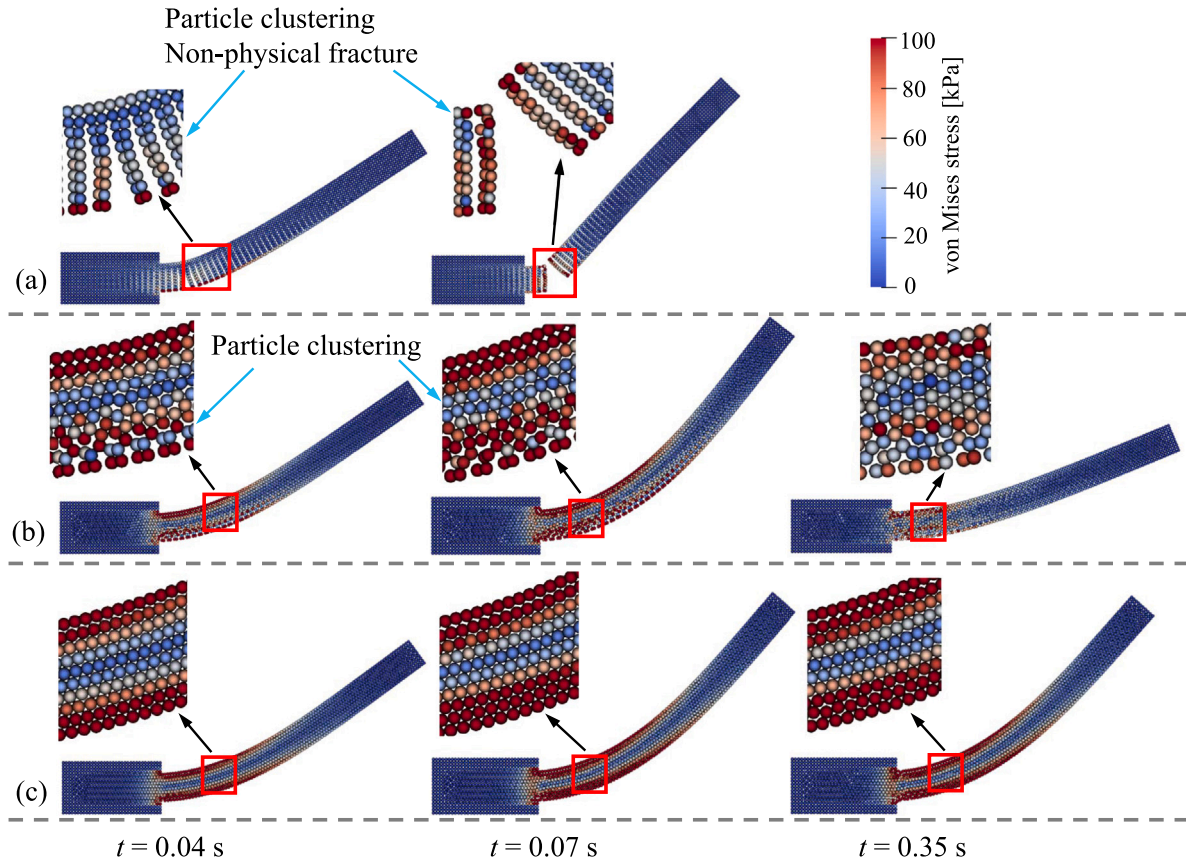 Particle clustering
Non-physical fracture
100
80
60
40
20
0
von Mises stress [kPa]
(a)
Particle clustering
(b)
(c)
t = 0.04 s
t = 0.07 s
t = 0.35 s